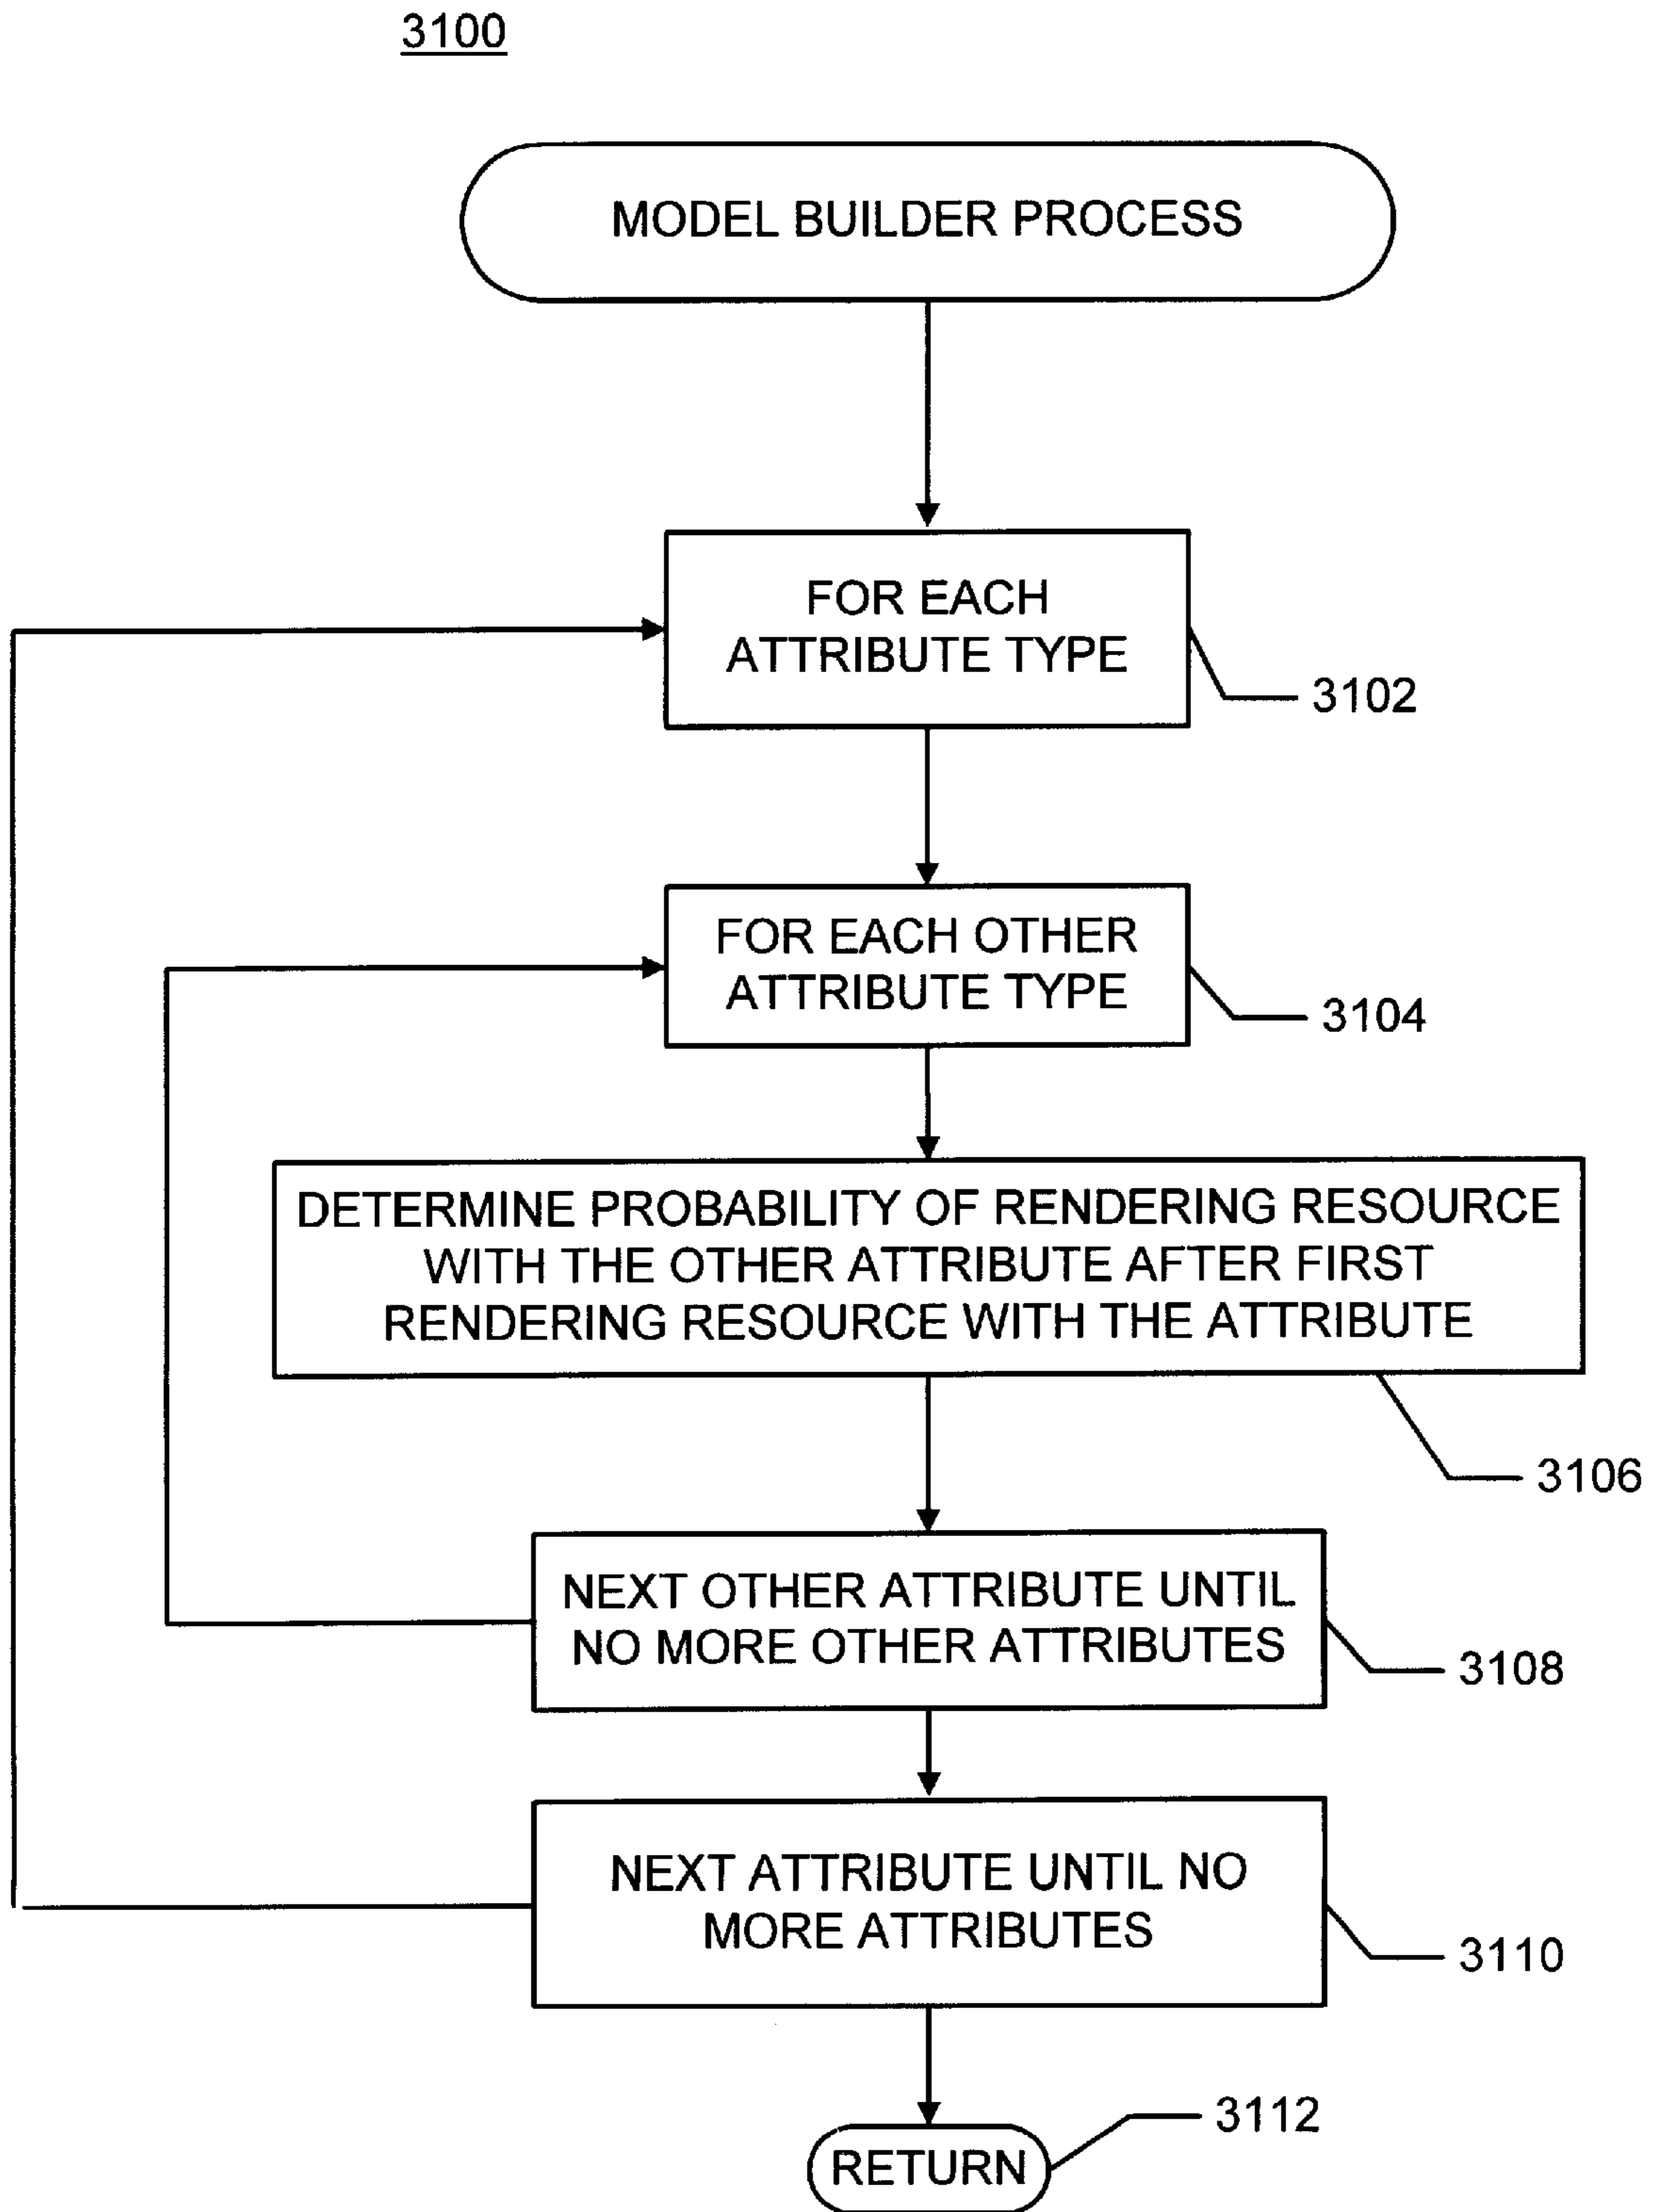 3100
MODEL BUILDER PROCESS
FOR EACH
ATTRIBUTE TYPE
3102
FOR EACH OTHER
ATTRIBUTE TYPE
3104
DETERMINE PROBABILITY OF RENDERING RESOURCE
WITH THE OTHER ATTRIBUTE AFTER FIRST
RENDERING RESOURCE WITH THE ATTRIBUTE
3106
NEXT OTHER ATTRIBUTE UNTIL
NO MORE OTHER ATTRIBUTES
3108
NEXT ATTRIBUTE UNTIL NO
MORE ATTRIBUTES
3110
3112
RETURN